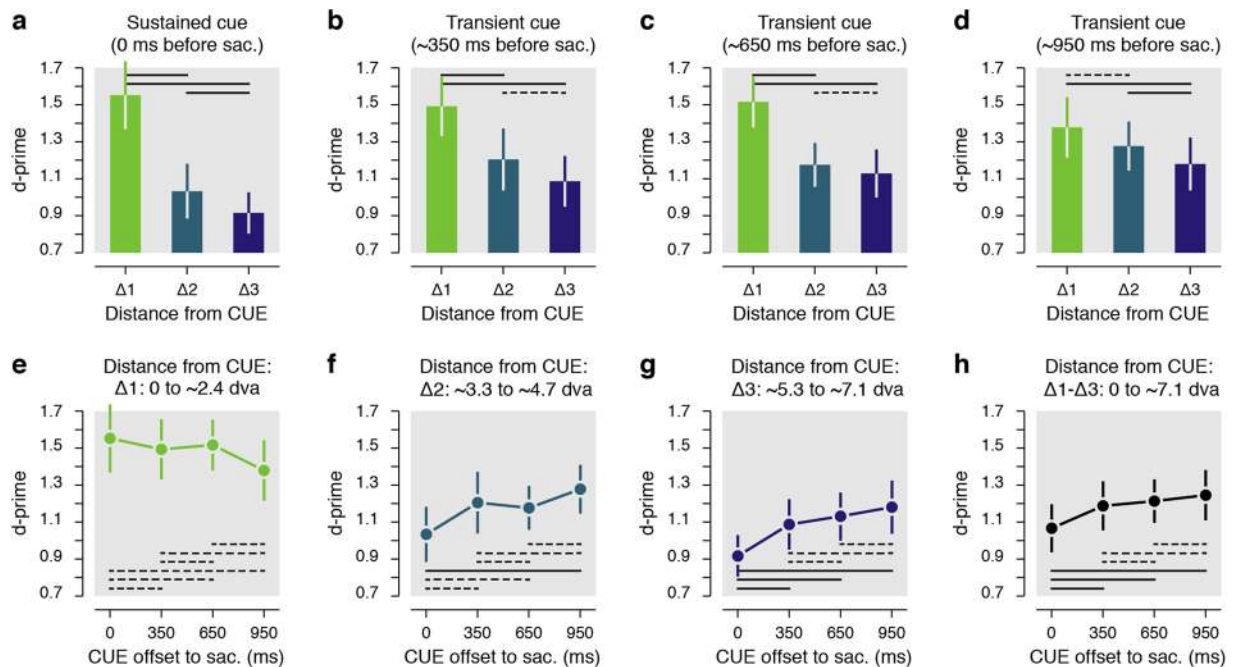 a
Sustained cue
(0 ms before sac.)
d-prime
1.7
1.5
1.3
1.1
0.9
0.7
Δ1 Δ2 Δ3
Distance from CUE
b
Transient cue
(~350 ms before sac.)
d-prime
1.7
1.5
1.3
1.1
0.9
0.7
Δ1 Δ2 Δ3
Distance from CUE
c
Transient cue
(~650 ms before sac.)
d-prime
1.7
1.5
1.3
1.1
0.9
0.7
Δ1 Δ2 Δ3
Distance from CUE
d
Transient cue
(~950 ms before sac.)
d-prime
1.7
1.5
1.3
1.1
0.9
0.7
Δ1 Δ2 Δ3
Distance from CUE
e
Distance from CUE:
Δ1: 0 to ~2.4 dva
d-prime
1.7
1.5
1.3
1.1
0.9
0.7
0 350 650 950
CUE offset to sac. (ms)
f
Distance from CUE:
Δ2: ~3.3 to ~4.7 dva
d-prime
1.7
1.5
1.3
1.1
0.9
0.7
0 350 650 950
CUE offset to sac. (ms)
g
Distance from CUE:
Δ3: ~5.3 to ~7.1 dva
d-prime
1.7
1.5
1.3
1.1
0.9
0.7
0 350 650 950
CUE offset to sac. (ms)
h
Distance from CUE:
Δ1-Δ3: 0 to ~7.1 dva
d-prime
1.7
1.5
1.3
1.1
0.9
0.7
0 350 650 950
CUE offset to sac. (ms)